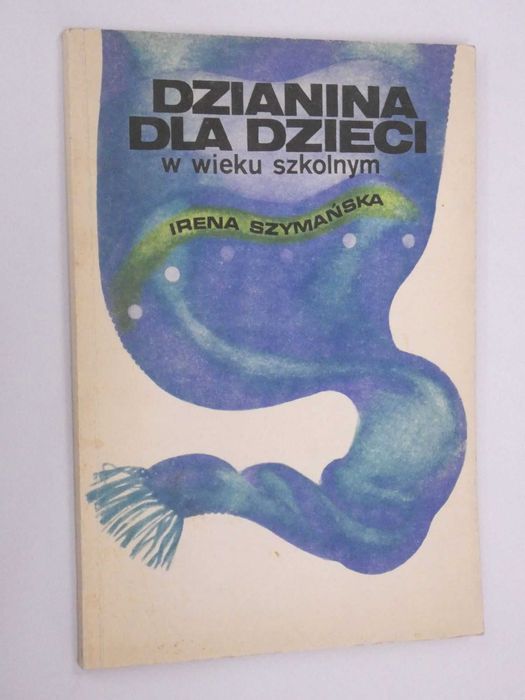 DZIANINA
DLA DZIECI
w wieku szkolnym
IRENA SZYMAŃSKA